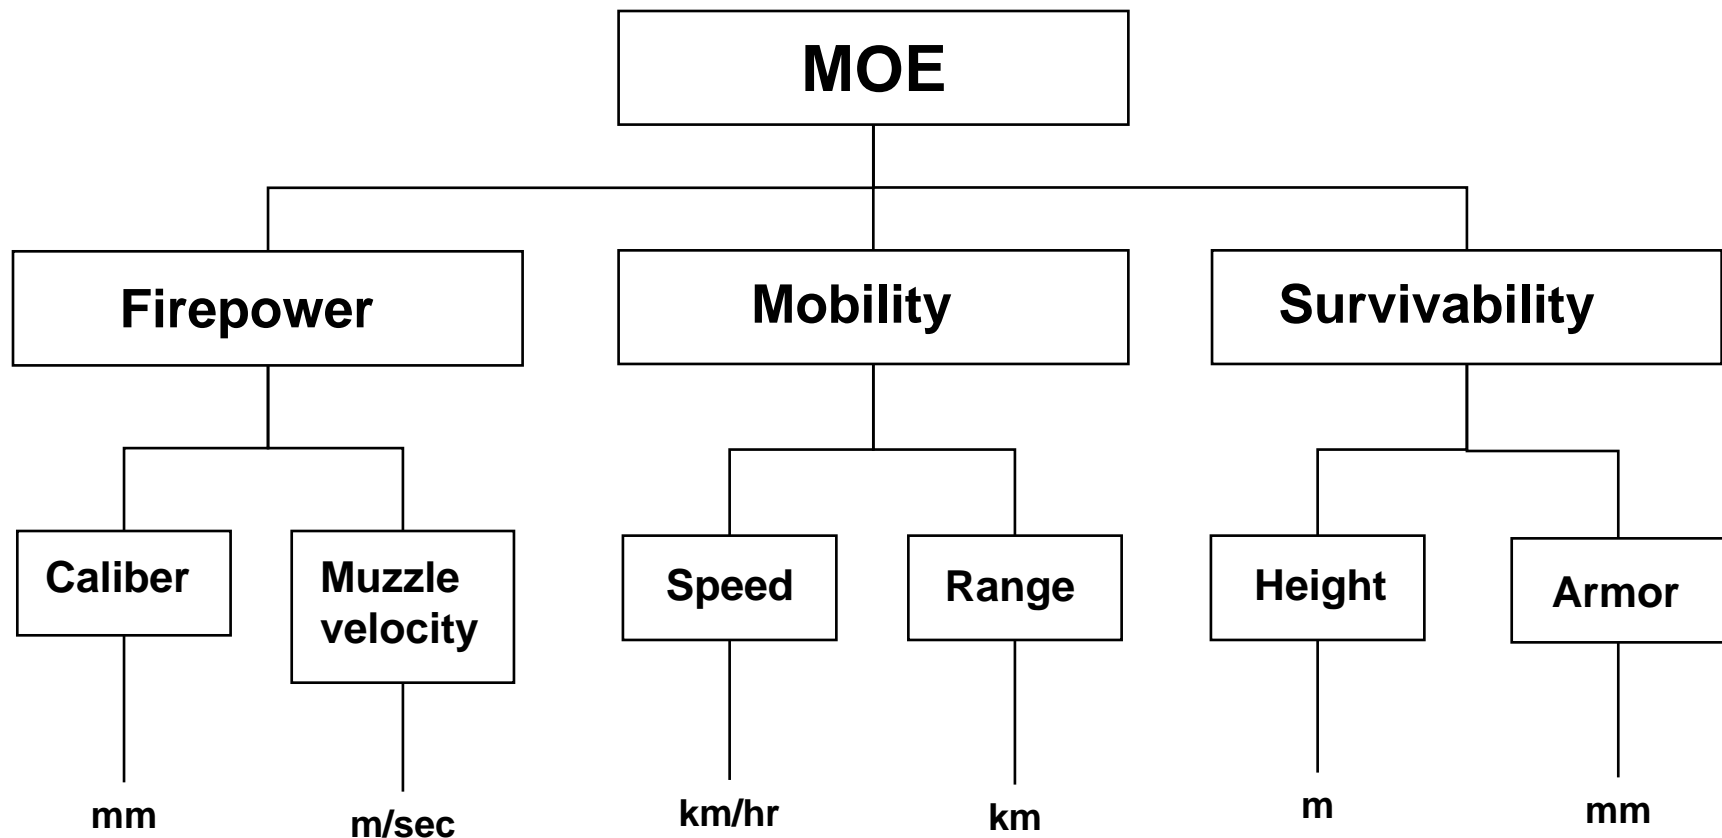 MOE
Firepower
Mobility
Survivability
Caliber
Muzzle
velocity
Speed
Range
Height
Armor
mm
m/sec
km/hr
km
m
mm